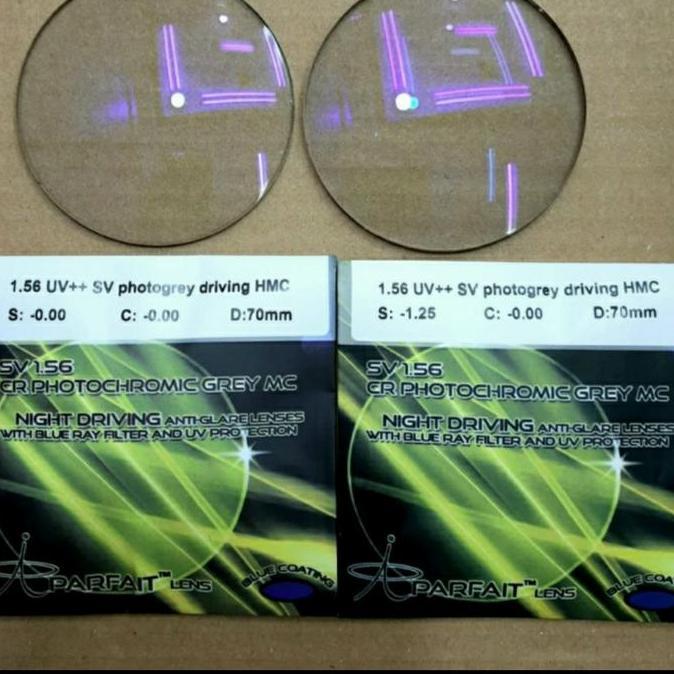 1.56 UV++ SV photogrey driving HMC
S: -0.00 C: -0.00 D:70mm
SV 1.56
CR PHOTOCHROMIC GREY MC
NIGHT DRIVING ANTI-GLARE LENSES
WITH BLUE RAY FILTER AND UV PROTECTION
PARFAIT™ LENS
BLUE COATING
1.56 UV++ SV photogrey driving HMC
S: -1.25 C: -0.00 D:70mm
SV 1.56
CR PHOTOCHROMIC GREY MC
NIGHT DRIVING ANTI-GLARE LENSES
WITH BLUE RAY FILTER AND UV PROTECTION
PARFAIT™ LENS
BLUE COA